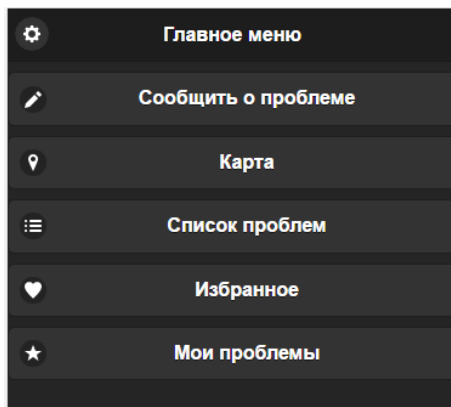 Главное меню
Сообщить о проблеме
Карта
Список проблем
Избранное
Мои проблемы